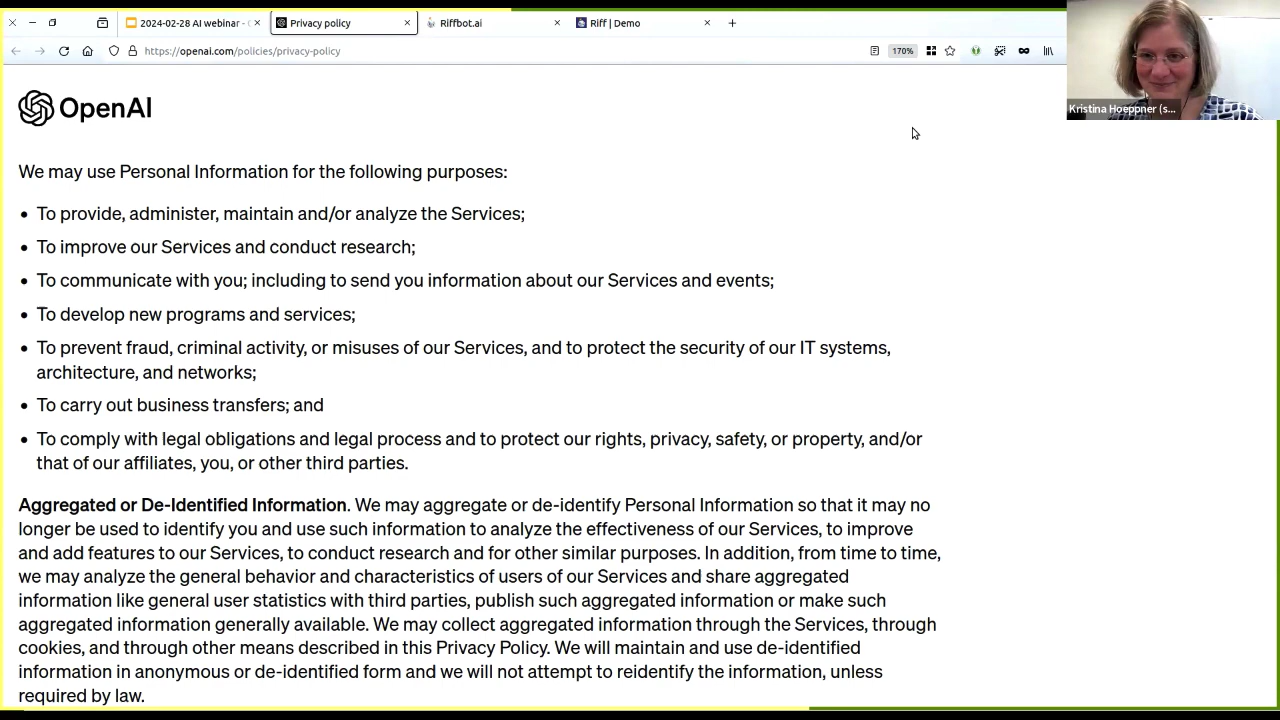 2024-02-28 AI webinar -
Privacy policy
Riffbot.ai
Riff | Demo
https://openai.com/policies/privacy-policy
170%
Kristina Hoeppner (s...
OpenAI
We may use Personal Information for the following purposes:
• To provide, administer, maintain and/or analyze the Services;
• To improve our Services and conduct research;
• To communicate with you; including to send you information about our Services and events;
• To develop new programs and services;
• To prevent fraud, criminal activity, or misuses of our Services, and to protect the security of our IT systems,
architecture, and networks;
• To carry out business transfers; and
• To comply with legal obligations and legal process and to protect our rights, privacy, safety, or property, and/or
that of our affiliates, you, or other third parties.
Aggregated or De-Identified Information. We may aggregate or de-identify Personal Information so that it may no
longer be used to identify you and use such information to analyze the effectiveness of our Services, to improve
and add features to our Services, to conduct research and for other similar purposes. In addition, from time to time,
we may analyze the general behavior and characteristics of users of our Services and share aggregated
information like general user statistics with third parties, publish such aggregated information or make such
aggregated information generally available. We may collect aggregated information through the Services, through
cookies, and through other means described in this Privacy Policy. We will maintain and use de-identified
information in anonymous or de-identified form and we will not attempt to reidentify the information, unless
required by law.